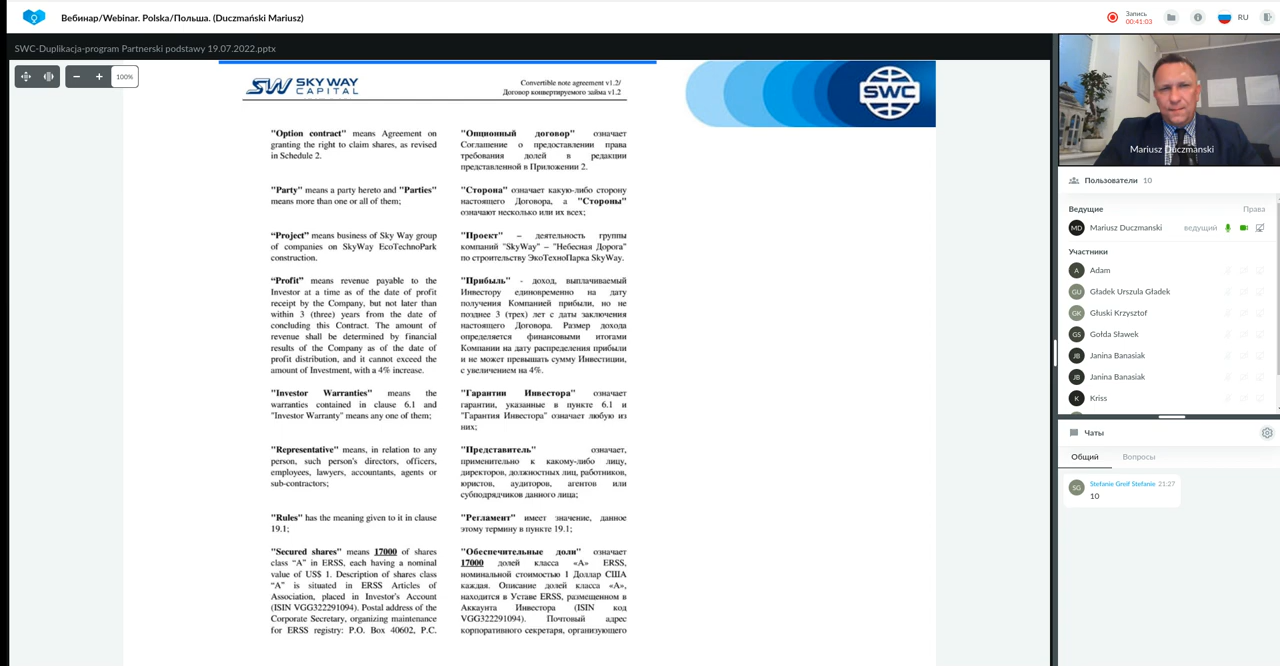 Вебинар/Webinar. Polska/Польша. (Duczmański Mariusz)
Запись
00:41:03
RU
SWC-Duplikacja-program Partnerski podstawy 19.07.2022.pptx
100%
SW SKY WAY
CAPITAL
Convertible note agreement v1.2/
Договор конвертируемого займа v1.2
SWC
"Option contract" means Agreement on
granting the right to claim shares, as revised
in Schedule 2.
"Party" means a party hereto and "Parties"
means more than one or all of them;
“Project” means business of Sky Way group
of companies on SkyWay EcoTechnoPark
construction.
“Profit” means revenue payable to the
Investor at a time as of the date of profit
receipt by the Company, but not later than
within 3 (three) years from the date of
concluding this Contract. The amount of
revenue shall be determined by financial
results of the Company as of the date of
profit distribution, and it cannot exceed the
amount of Investment, with a 4% increase.
"Investor Warranties" means the
warranties contained in clause 6.1 and
"Investor Warranty" means any one of them;
"Representative" means, in relation to any
person, such person's directors, officers,
employees, lawyers, accountants, agents or
sub-contractors;
"Rules" has the meaning given to it in clause
19.1;
"Secured shares" means 17000 of shares
class “A” in ERSS, each having a nominal
value of US$ 1. Description of shares class
“A” is situated in ERSS Articles of
Association, placed in Investor's Account
(ISIN VGG322291094). Postal address of the
Corporate Secretary, organizing maintenance
for ERSS registry: P.O. Box 40602, P.C.
"Опционный договор" означает
Соглашение о предоставлении права
требования долей в редакции
представленной в Приложении 2.
"Сторона" означает какую-либо сторону
настоящего Договора, а "Стороны"
означают несколько или их всех;
"Проект" – деятельность группы
компаний "SkyWay" – "Небесная Дорога"
по строительству ЭкоТехноПарка SkyWay.
"Прибыль" - доход, выплачиваемый
Инвестору единовременно на дату
получения Компанией прибыли, но не
позднее 3 (трех) лет с даты заключения
настоящего Договора. Размер дохода
определяется финансовыми итогами
Компании на дату распределения прибыли
и не может превышать сумму Инвестиции,
с увеличением на 4%.
"Гарантии Инвестора" означает
гарантии, указанные в пункте 6.1 и
"Гарантия Инвестора" означает любую из
них;
"Представитель" означает,
применительно к какому-либо лицу,
директоров, должностных лиц, работников,
юристов, аудиторов, агентов или
субподрядчиков данного лица;
"Регламент" имеет значение, данное
этому термину в пункте 19.1;
"Обеспечительные доли" означает
17000 долей класса «А» ERSS,
номинальной стоимостью 1 Доллар США
каждая. Описание долей класса «А»,
находится в Уставе ERSS, размещенном в
Аккаунта Инвестора (ISIN код
VGG322291094). Почтовый адрес
корпоративного секретаря, организующего
Mariusz Duczmanski
Пользователи 10
Ведущие Права
MD Mariusz Duczmanski ведущий
Участники
A Adam
GU Gładek Urszula Gładek
GK Głuski Krzysztof
GS Gołda Sławek
JB Janina Banasiak
JB Janina Banasiak
K Kriss
Чаты
Общий Вопросы
SG Stefanie Greif Stefanie 21:27
10